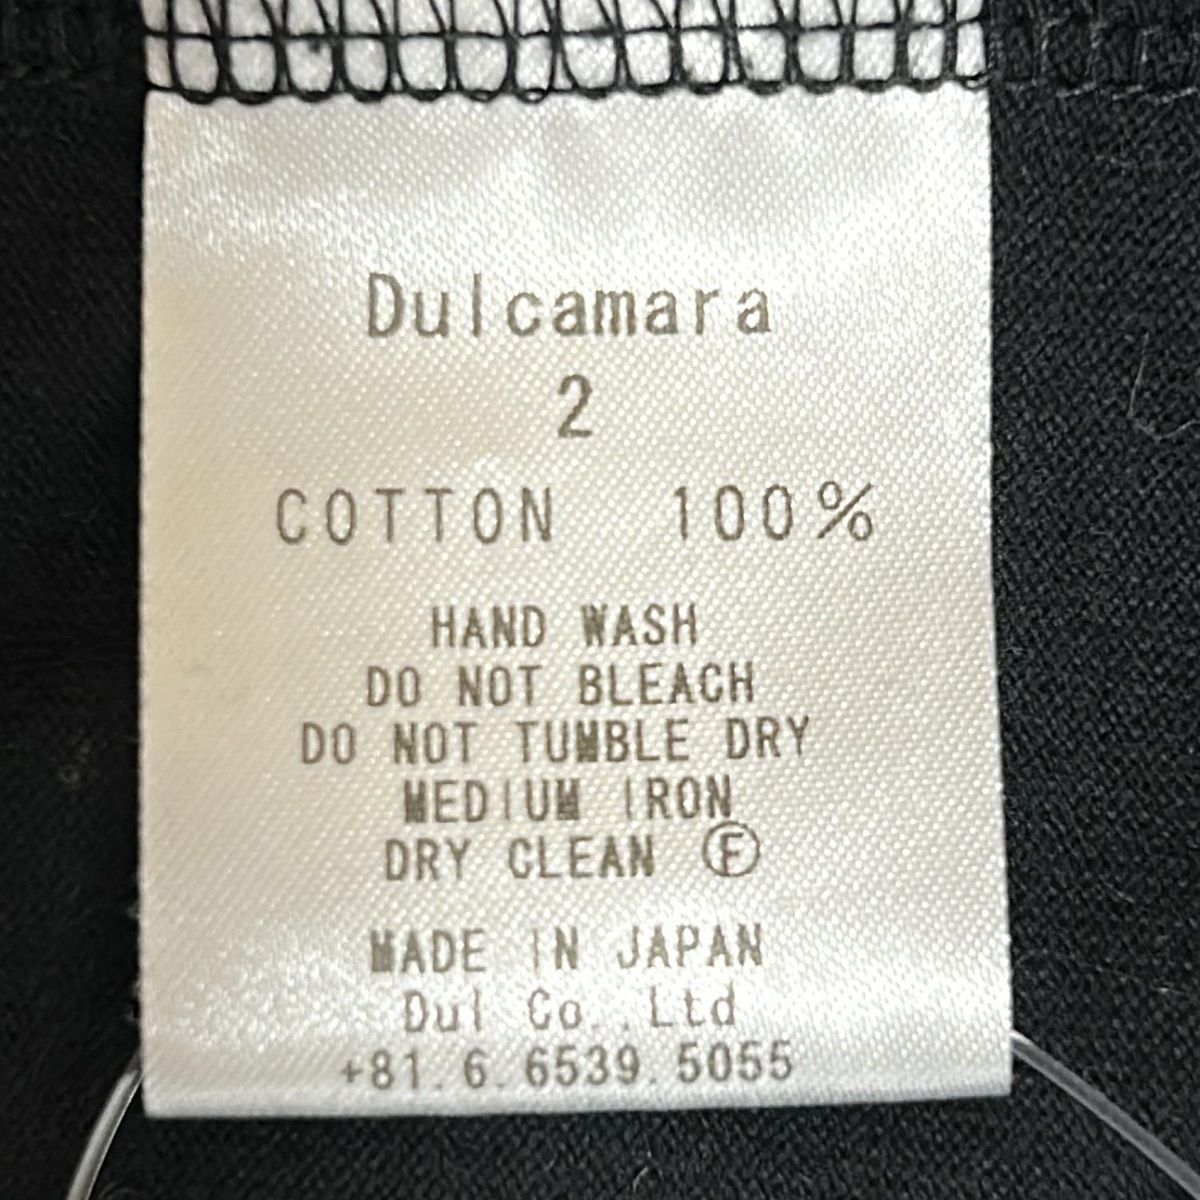 Dulcamara
2
COTTON 100%
HAND WASH
DO NOT BLEACH
DO NOT TUMBLE DRY
MEDIUM IRON
DRY CLEAN Ⓕ
MADE IN JAPAN
Dul Co.,Ltd
+81.6.6539.5055